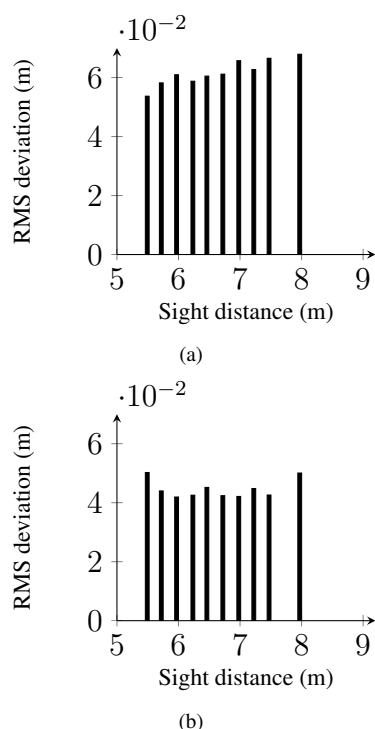 ·10⁻²
6
4
2
0
RMS deviation (m)
5 6 7 8 9
Sight distance (m)
(a)
·10⁻²
6
4
2
0
RMS deviation (m)
5 6 7 8 9
Sight distance (m)
(b)